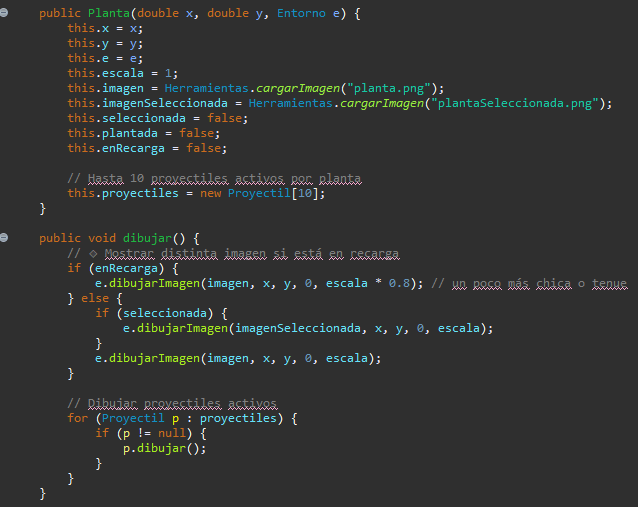 public Planta(double x, double y, Entorno e) {
this.x = x;
this.y = y;
this.e = e;
this.escala = 1;
this.imagen = Herramientas.cargarImagen("planta.png");
this.imagenSeleccionada = Herramientas.cargarImagen("plantaSeleccionada.png");
this.seleccionada = false;
this.plantada = false;
this.enRecarga = false;
// Hasta 10 proyectiles activos por planta
this.proyectiles = new Proyectil[10];
}
public void dibujar() {
// ◇ Mostrar distinta imagen si está en recarga
if (enRecarga) {
e.dibujarImagen(imagen, x, y, 0, escala * 0.8); // un poco más chica o tenue
} else {
if (seleccionada) {
e.dibujarImagen(imagenSeleccionada, x, y, 0, escala);
}
e.dibujarImagen(imagen, x, y, 0, escala);
}
// Dibujar proyectiles activos
for (Proyectil p : proyectiles) {
if (p != null) {
p.dibujar();
}
}
}